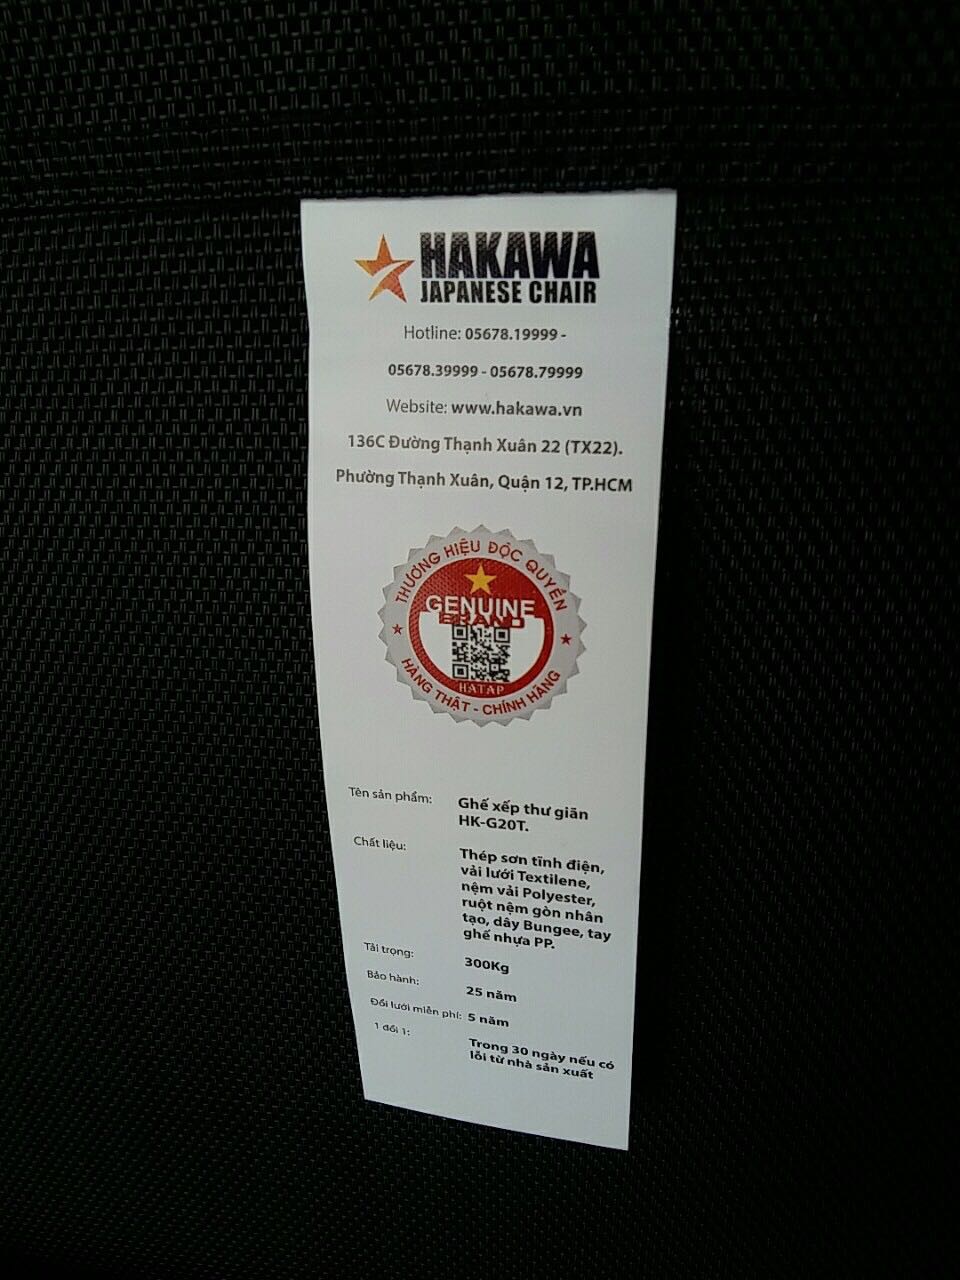 HAKAWA
JAPANESE CHAIR
Hotline: 05678.19999 -
05678.39999 - 05678.79999
Website: www.hakawa.vn
136C Đường Thạnh Xuân 22 (TX22).
Phường Thạnh Xuân, Quận 12, TP.HCM
THƯƠNG HIỆU ĐỘC QUYỀN
GENUINE
BRAND
HATAP
HÀNG THẬT - CHÍNH HÃNG
Tên sản phẩm: Ghế xếp thư giãn
HK-G20T.
Chất liệu: Thép sơn tĩnh điện,
vải lưới Textilene,
nệm vải Polyester,
ruột nệm gòn nhân
tạo, dây Bungee, tay
ghế nhựa PP.
Tải trọng: 300Kg
Bảo hành: 25 năm
Đổi lưới miễn phí: 5 năm
1 đổi 1: Trong 30 ngày nếu có
lỗi từ nhà sản xuất